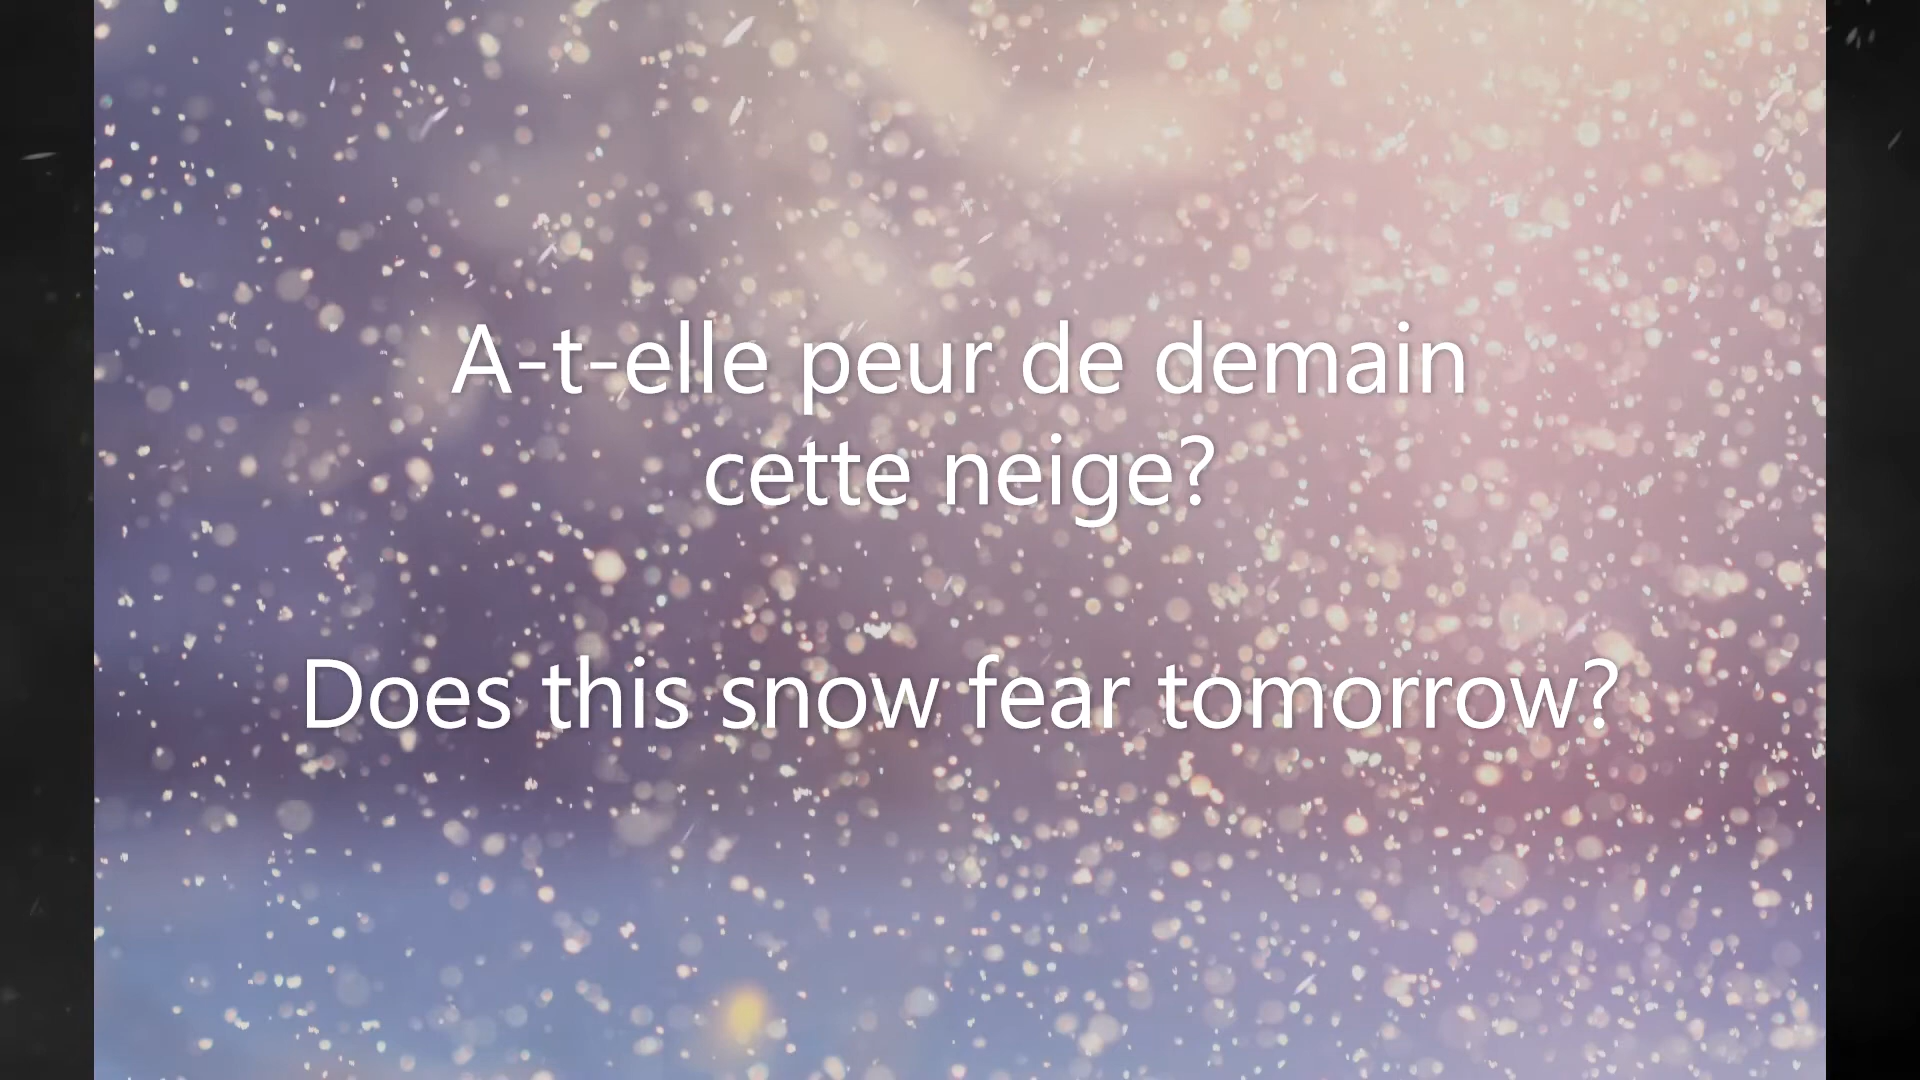 A-t-elle peur de demain
cette neige?
Does this snow fear tomorrow?